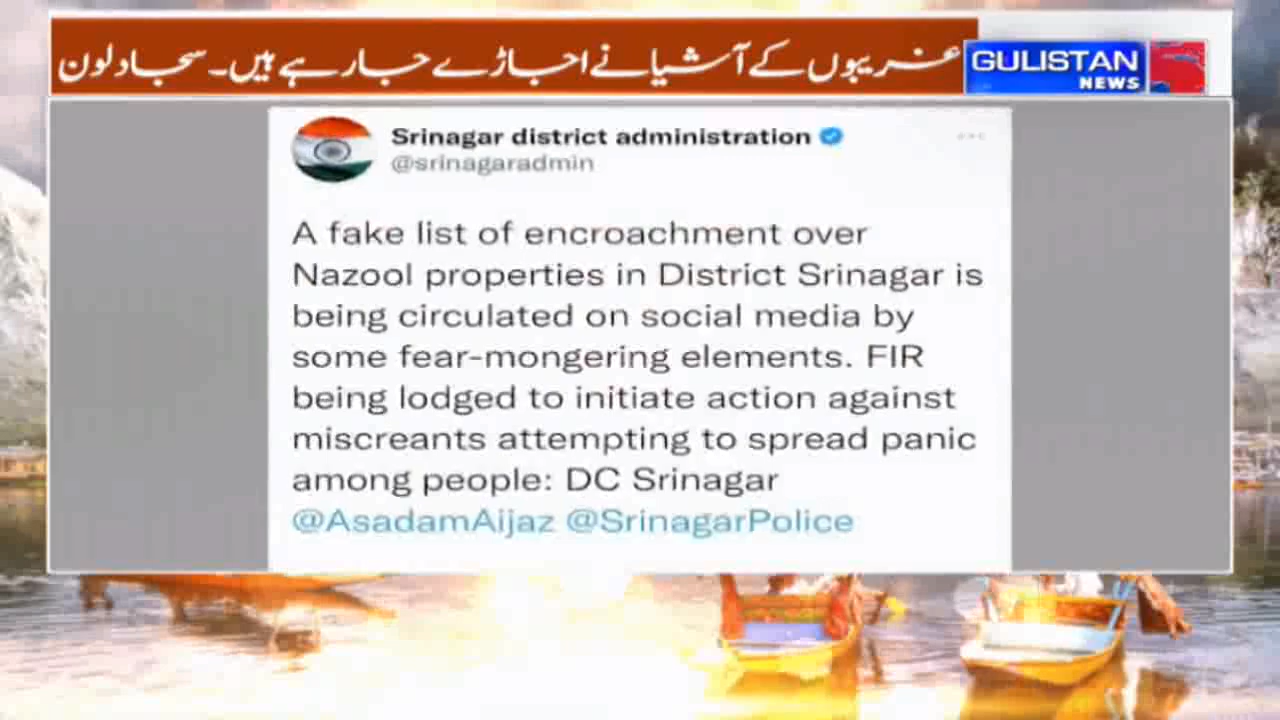 غریبوں کے آشیانے اجاڑے جارہے ہیں۔ سجاد لون
GULISTAN
NEWS
Srinagar district administration
@srinagaradmin
A fake list of encroachment over
Nazool properties in District Srinagar is
being circulated on social media by
some fear-mongering elements. FIR
being lodged to initiate action against
miscreants attempting to spread panic
among people: DC Srinagar
@AsadamAijaz @SrinagarPolice